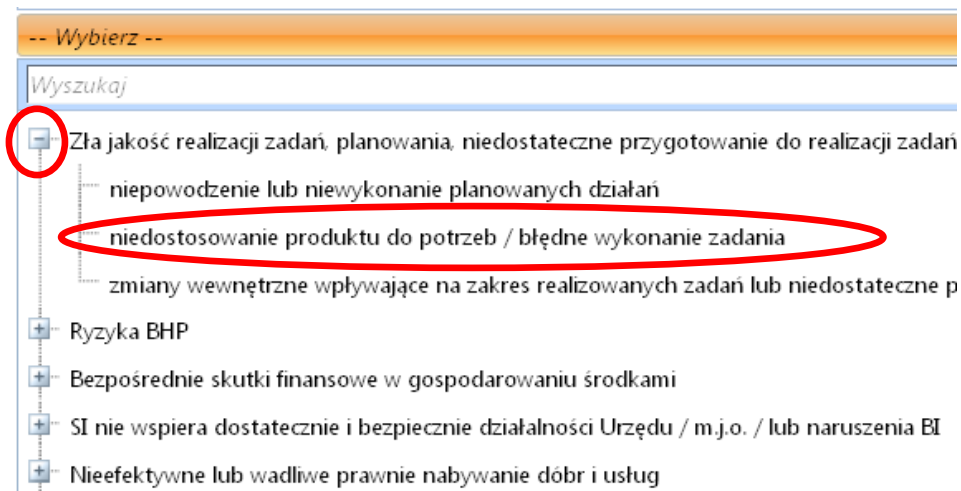 -- Wybierz --
Wyszukaj
Zła jakość realizacji zadań, planowania, niedostateczne przygotowanie do realizacji zadań
niepowodzenie lub niewykonanie planowanych działań
niedostosowanie produktu do potrzeb / błędne wykonanie zadania
zmiany wewnętrzne wpływające na zakres realizowanych zadań lub niedostateczne p
Ryzyka BHP
Bezpośrednie skutki finansowe w gospodarowaniu środkami
SI nie wspiera dostatecznie i bezpiecznie działalności Urzędu / m.j.o. / lub naruszenia BI
Nieefektywne lub wadliwe prawnie nabywanie dóbr i usług